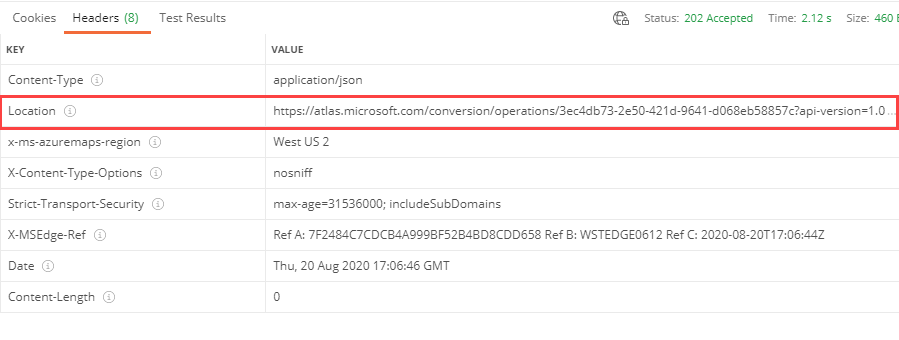 Cookies Headers (8) Test Results Status: 202 Accepted Time: 2.12 s Size: 460
KEY VALUE
Content-Type application/json
Location https://atlas.microsoft.com/conversion/operations/3ec4db73-2e50-421d-9641-d068eb58857c?api-version=1.0 ...
x-ms-azuremaps-region West US 2
X-Content-Type-Options nosniff
Strict-Transport-Security max-age=31536000; includeSubDomains
X-MSEdge-Ref Ref A: 7F2484C7CDCB4A999BF52B4BD8CDD658 Ref B: WSTEDGE0612 Ref C: 2020-08-20T17:06:44Z
Date Thu, 20 Aug 2020 17:06:46 GMT
Content-Length 0